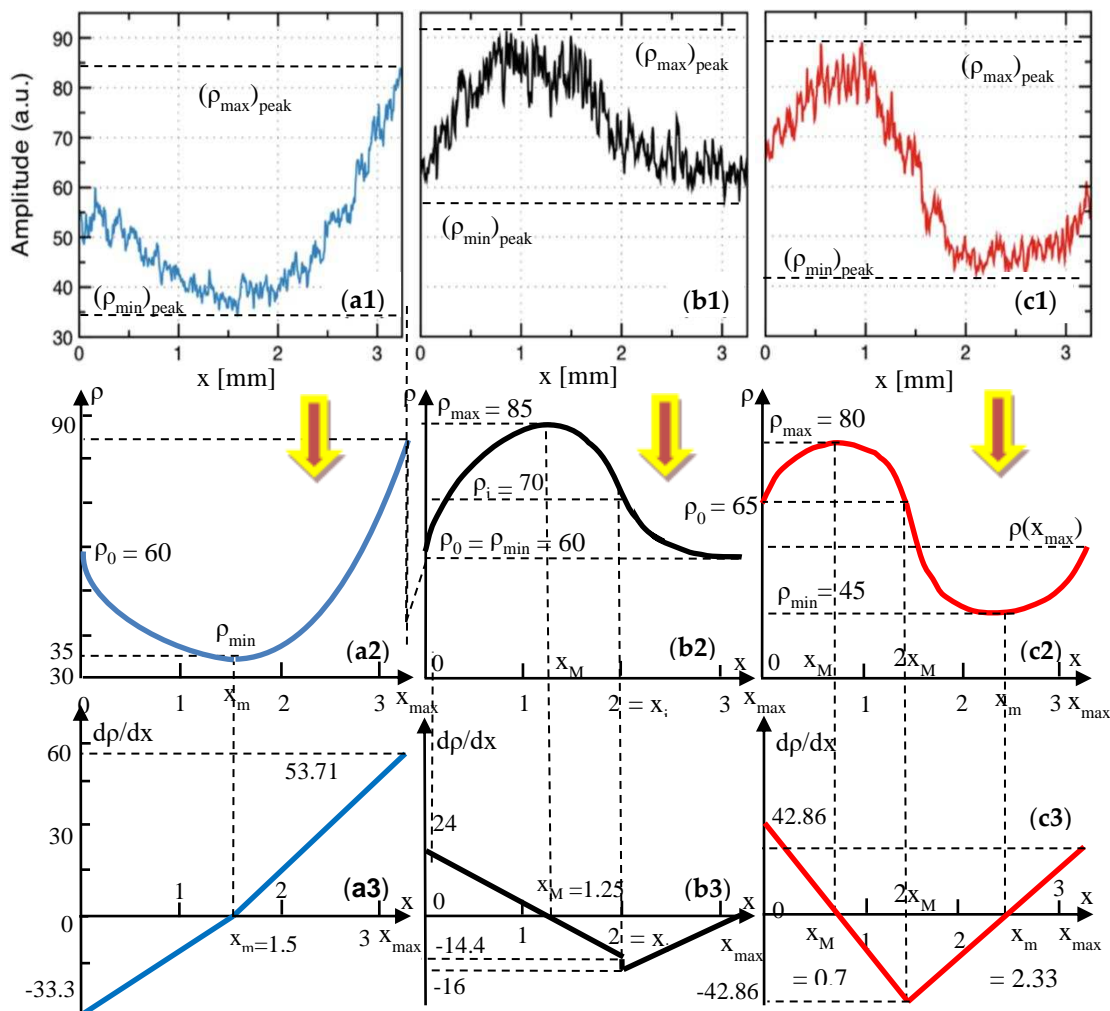 Amplitude (a.u.)
90
80
70
60
50
40
30
(ρmax)peak
(ρmin)peak
(a1)
0 1 2 3
x [mm]
(ρmax)peak
(ρmin)peak
(b1)
0 1 2 3
x [mm]
(ρmax)peak
(ρmin)peak
(c1)
0 1 2 3
x [mm]
ρ
90
ρ0 = 60
ρmin
35
30
(a2)
0 1 xm 2 3 xmax
x
ρ
ρmax = 85
ρi = 70
ρ0 = ρmin = 60
(b2)
0 xM x
1 2 = xi xmax
ρ
ρmax = 80
ρ0 = 65
ρ(xmax)
ρmin = 45
(c2)
0 xM 2xM x
1 2 xm 3 xmax
dρ/dx
60
53.71
30
(a3)
1 2 x
0
xm=1.5
3 xmax
-33.3
dρ/dx
24
xM =1.25
(b3)
0 x
1 2 = xi
xmax
-14.4
-16
dρ/dx
42.86
(c3)
2xM 3
0 x
xM 1 2 xm xmax
= 0.7 = 2.33
-42.86